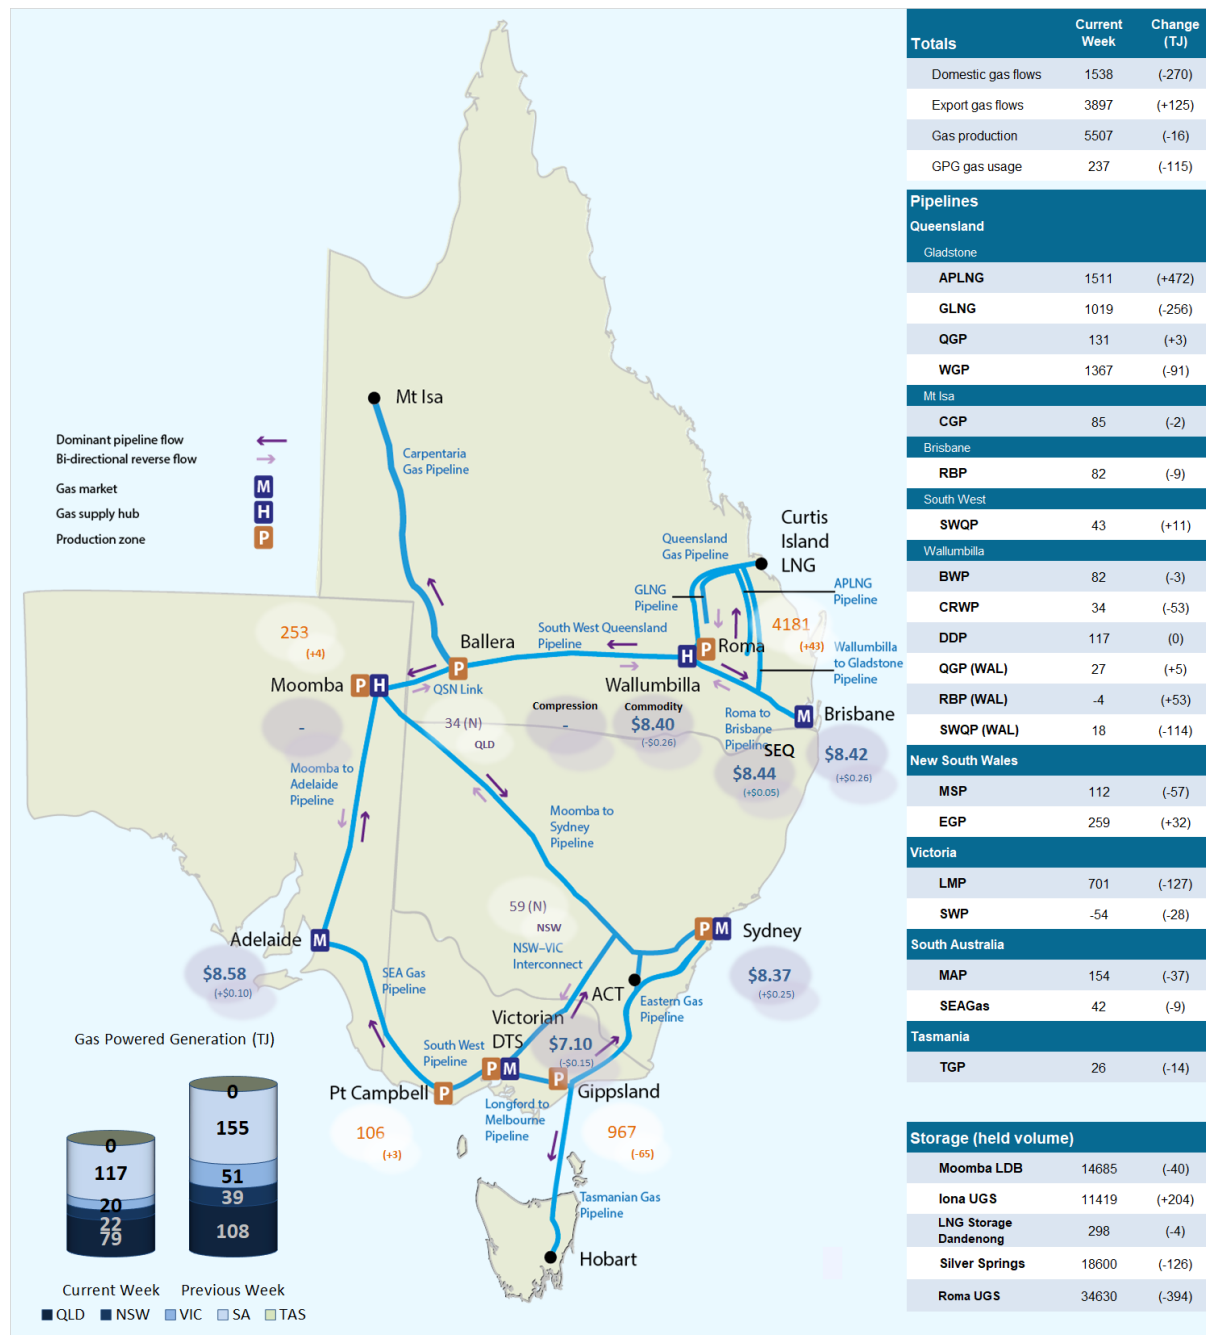 Mt Isa
Carpentaria
Gas Pipeline
Dominant pipeline flow
Bi-directional reverse flow
Gas market
M
Gas supply hub
H
Production zone
P
Curtis
Island
LNG
Queensland
Gas Pipeline
GLNG
Pipeline
APLNG
Pipeline
253
(+4)
4181
(+43)
Ballera
P
South West Queensland
Pipeline
H P Roma
Wallumbilla
to Gladstone
Pipeline
Moomba P H
QSN Link
Wallumbilla
-
34 (N)
QLD
Compression
-
Commodity
$8.40
(-$0.26)
Roma to
Brisbane
Pipeline
M Brisbane
SEQ
$8.44
(+$0.05)
$8.42
(+$0.26)
Moomba to
Adelaide
Pipeline
Moomba to
Sydney
Pipeline
59 (N)
NSW
NSW–VIC
Interconnect
P M Sydney
$8.37
(+$0.25)
Adelaide M
$8.58
(+$0.10)
SEA Gas
Pipeline
ACT
Eastern Gas
Pipeline
Victorian
DTS
P M
$7.10
(-$0.15)
South West
Pipeline
Pt Campbell P
106
(+3)
P
Gippsland
967
(-65)
Longford to
Melbourne
Pipeline
Tasmanian Gas
Pipeline
Hobart
Gas Powered Generation (TJ)
0
117
20
22
79
0
155
51
39
108
Current Week Previous Week
QLD NSW VIC SA TAS
Totals Current Week Change (TJ)
Domestic gas flows 1538 (-270)
Export gas flows 3897 (+125)
Gas production 5507 (-16)
GPG gas usage 237 (-115)
Pipelines
Queensland
Gladstone
APLNG 1511 (+472)
GLNG 1019 (-256)
QGP 131 (+3)
WGP 1367 (-91)
Mt Isa
CGP 85 (-2)
Brisbane
RBP 82 (-9)
South West
SWQP 43 (+11)
Wallumbilla
BWP 82 (-3)
CRWP 34 (-53)
DDP 117 (0)
QGP (WAL) 27 (+5)
RBP (WAL) -4 (+53)
SWQP (WAL) 18 (-114)
New South Wales
MSP 112 (-57)
EGP 259 (+32)
Victoria
LMP 701 (-127)
SWP -54 (-28)
South Australia
MAP 154 (-37)
SEAGas 42 (-9)
Tasmania
TGP 26 (-14)
Storage (held volume)
Moomba LDB 14685 (-40)
Iona UGS 11419 (+204)
LNG Storage Dandenong 298 (-4)
Silver Springs 18600 (-126)
Roma UGS 34630 (-394)